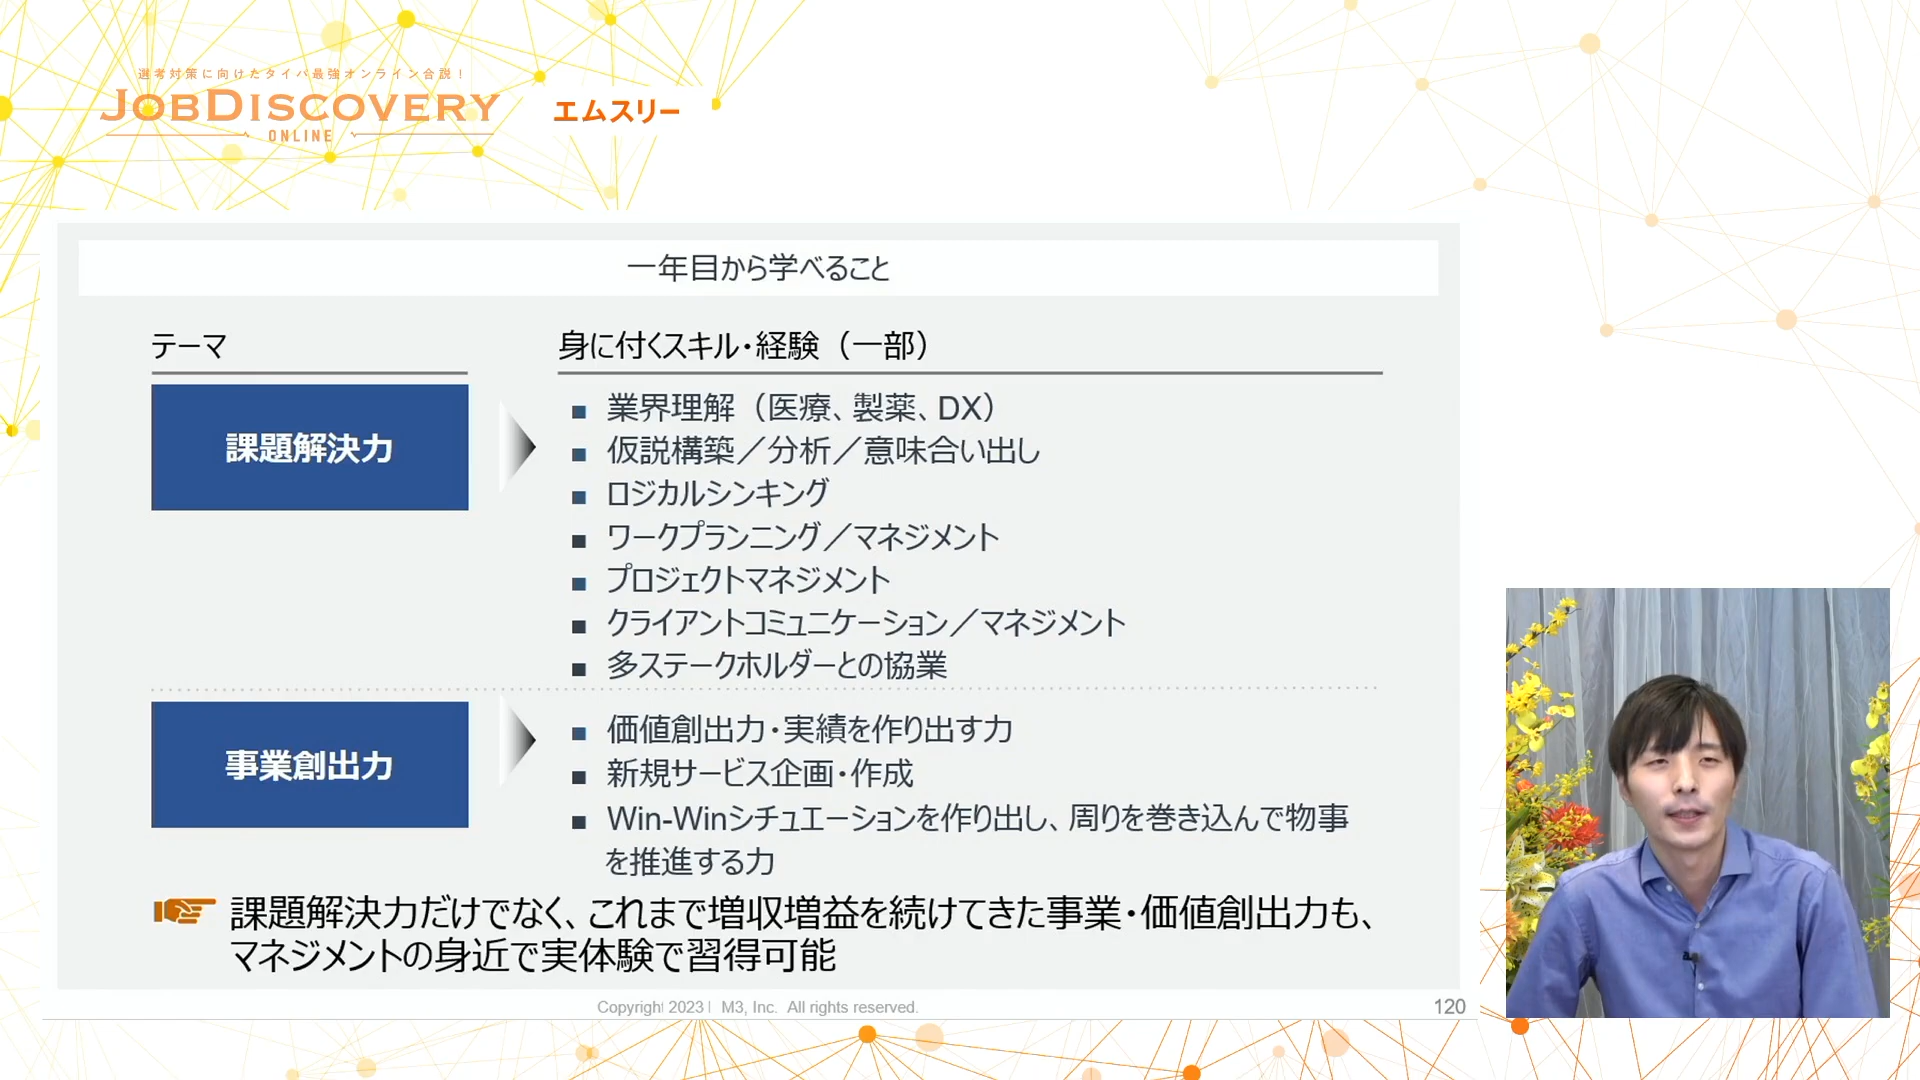 選考対策に向けたタイパ最強オンライン合説！
JOBDISCOVERY
ONLINE
エムスリー
一年目から学べること
テーマ
身に付くスキル・経験（一部）
課題解決力
■ 業界理解（医療、製薬、DX）
■ 仮説構築／分析／意味合い出し
■ ロジカルシンキング
■ ワークプランニング／マネジメント
■ プロジェクトマネジメント
■ クライアントコミュニケーション／マネジメント
■ 多ステークホルダーとの協業
事業創出力
■ 価値創出力・実績を作り出す力
■ 新規サービス企画・作成
■ Win-Winシチュエーションを作り出し、周りを巻き込んで物事
を推進する力
課題解決力だけでなく、これまで増収増益を続けてきた事業・価値創出力も、
マネジメントの身近で実体験で習得可能
Copyright 2023 | M3, Inc. All rights reserved.
120